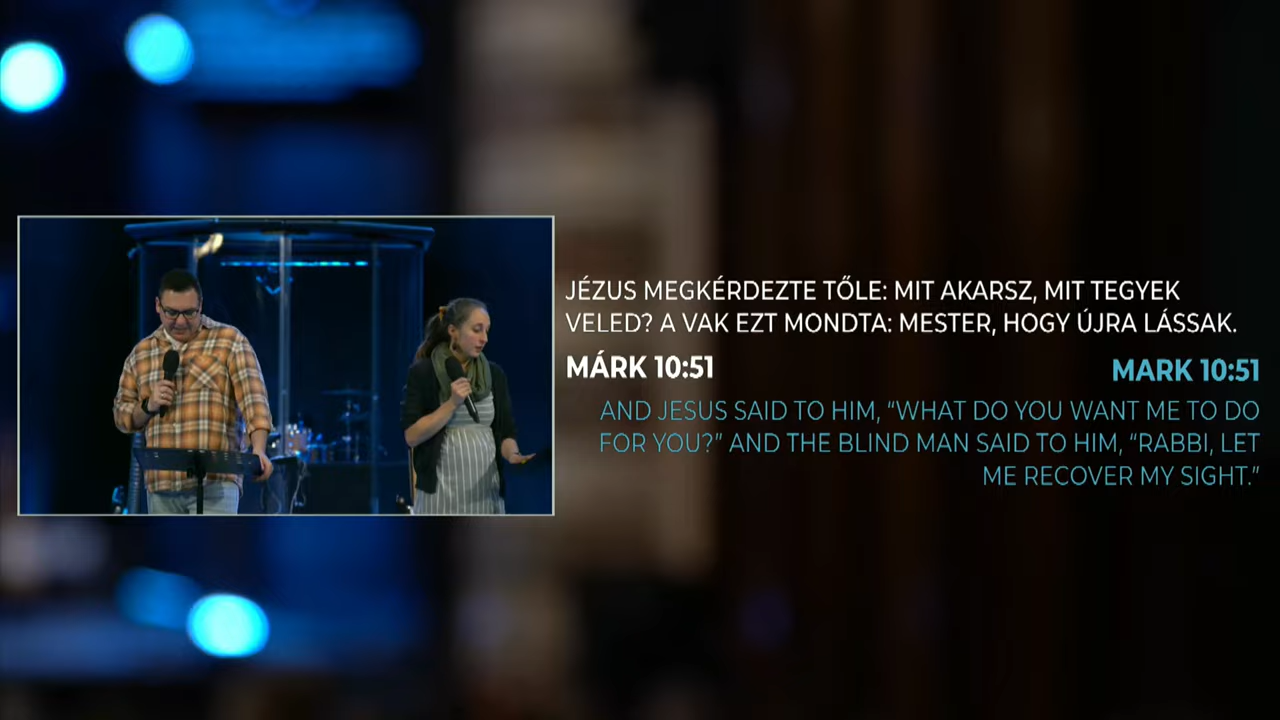 JÉZUS MEGKÉRDEZTE TŐLE: MIT AKARSZ, MIT TEGYEK
VELED? A VAK EZT MONDTA: MESTER, HOGY ÚJRA LÁSSAK.
MÁRK 10:51
MARK 10:51
AND JESUS SAID TO HIM, “WHAT DO YOU WANT ME TO DO
FOR YOU?” AND THE BLIND MAN SAID TO HIM, “RABBI, LET
ME RECOVER MY SIGHT.”